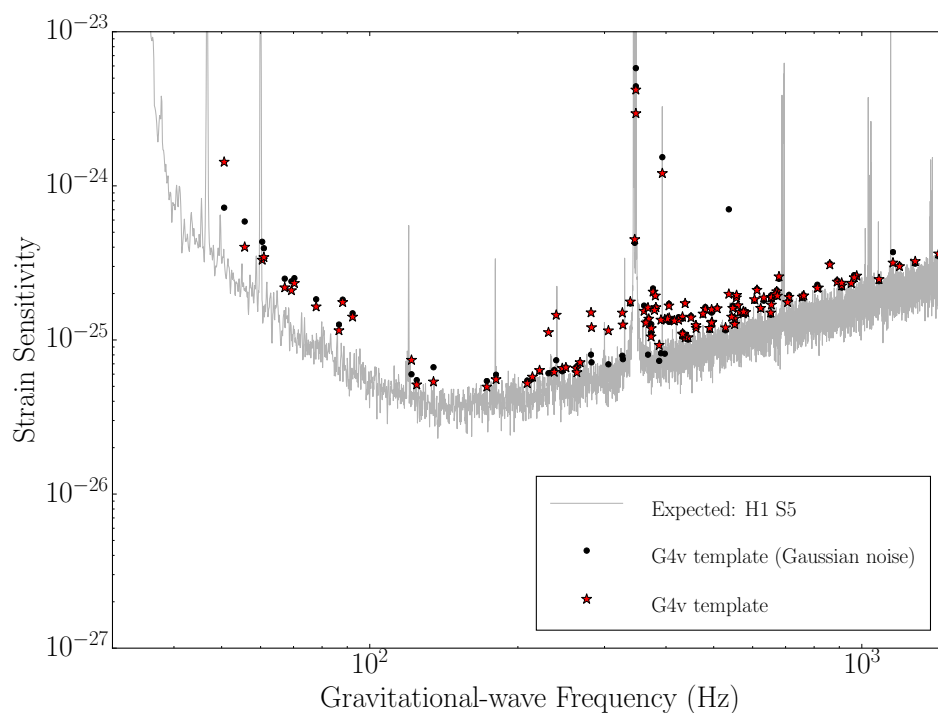 10^{-23}
10^{-24}
10^{-25}
10^{-26}
10^{-27}
Strain Sensitivity
Expected: H1 S5
G4v template (Gaussian noise)
G4v template
10^{2}
10^{3}
Gravitational-wave Frequency (Hz)